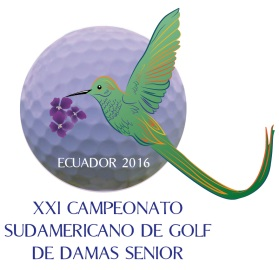 ECUADOR 2016
XXI CAMPEONATO
SUDAMERICANO DE GOLF
DE DAMAS SENIOR